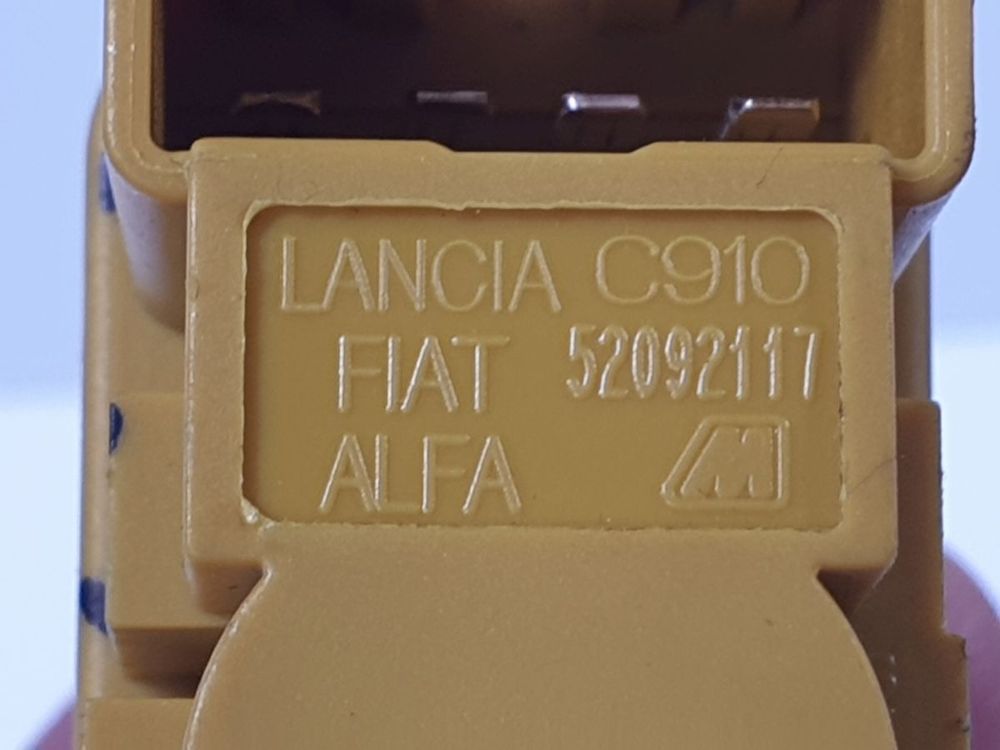 LANCIA C910
FIAT 52092117
ALFA M